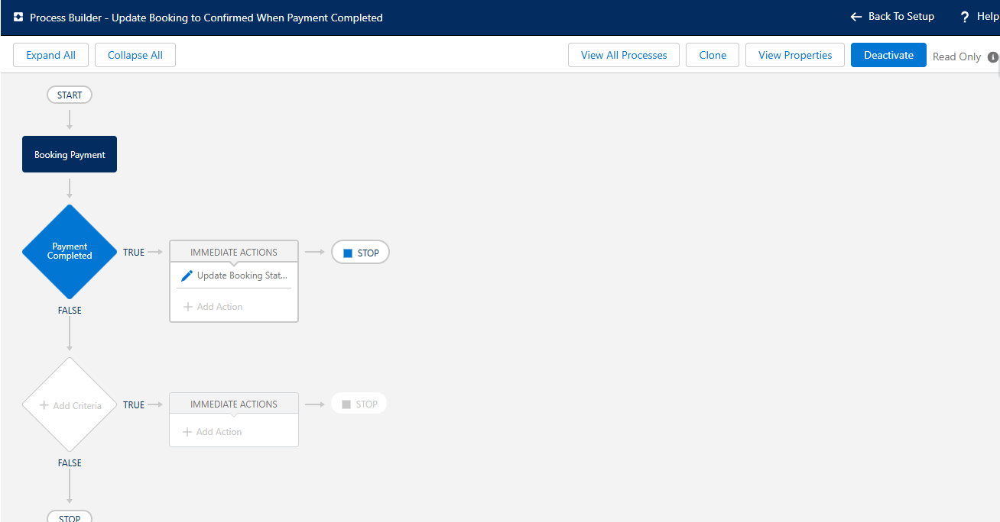 Process Builder - Update Booking to Confirmed When Payment Completed
Back To Setup
? Help
Expand All
Collapse All
View All Processes
Clone
View Properties
Deactivate
Read Only
START
Booking Payment
Payment
Completed
TRUE
IMMEDIATE ACTIONS
Update Booking Stat...
+ Add Action
STOP
FALSE
+ Add Criteria
TRUE
IMMEDIATE ACTIONS
+ Add Action
STOP
FALSE
STOP